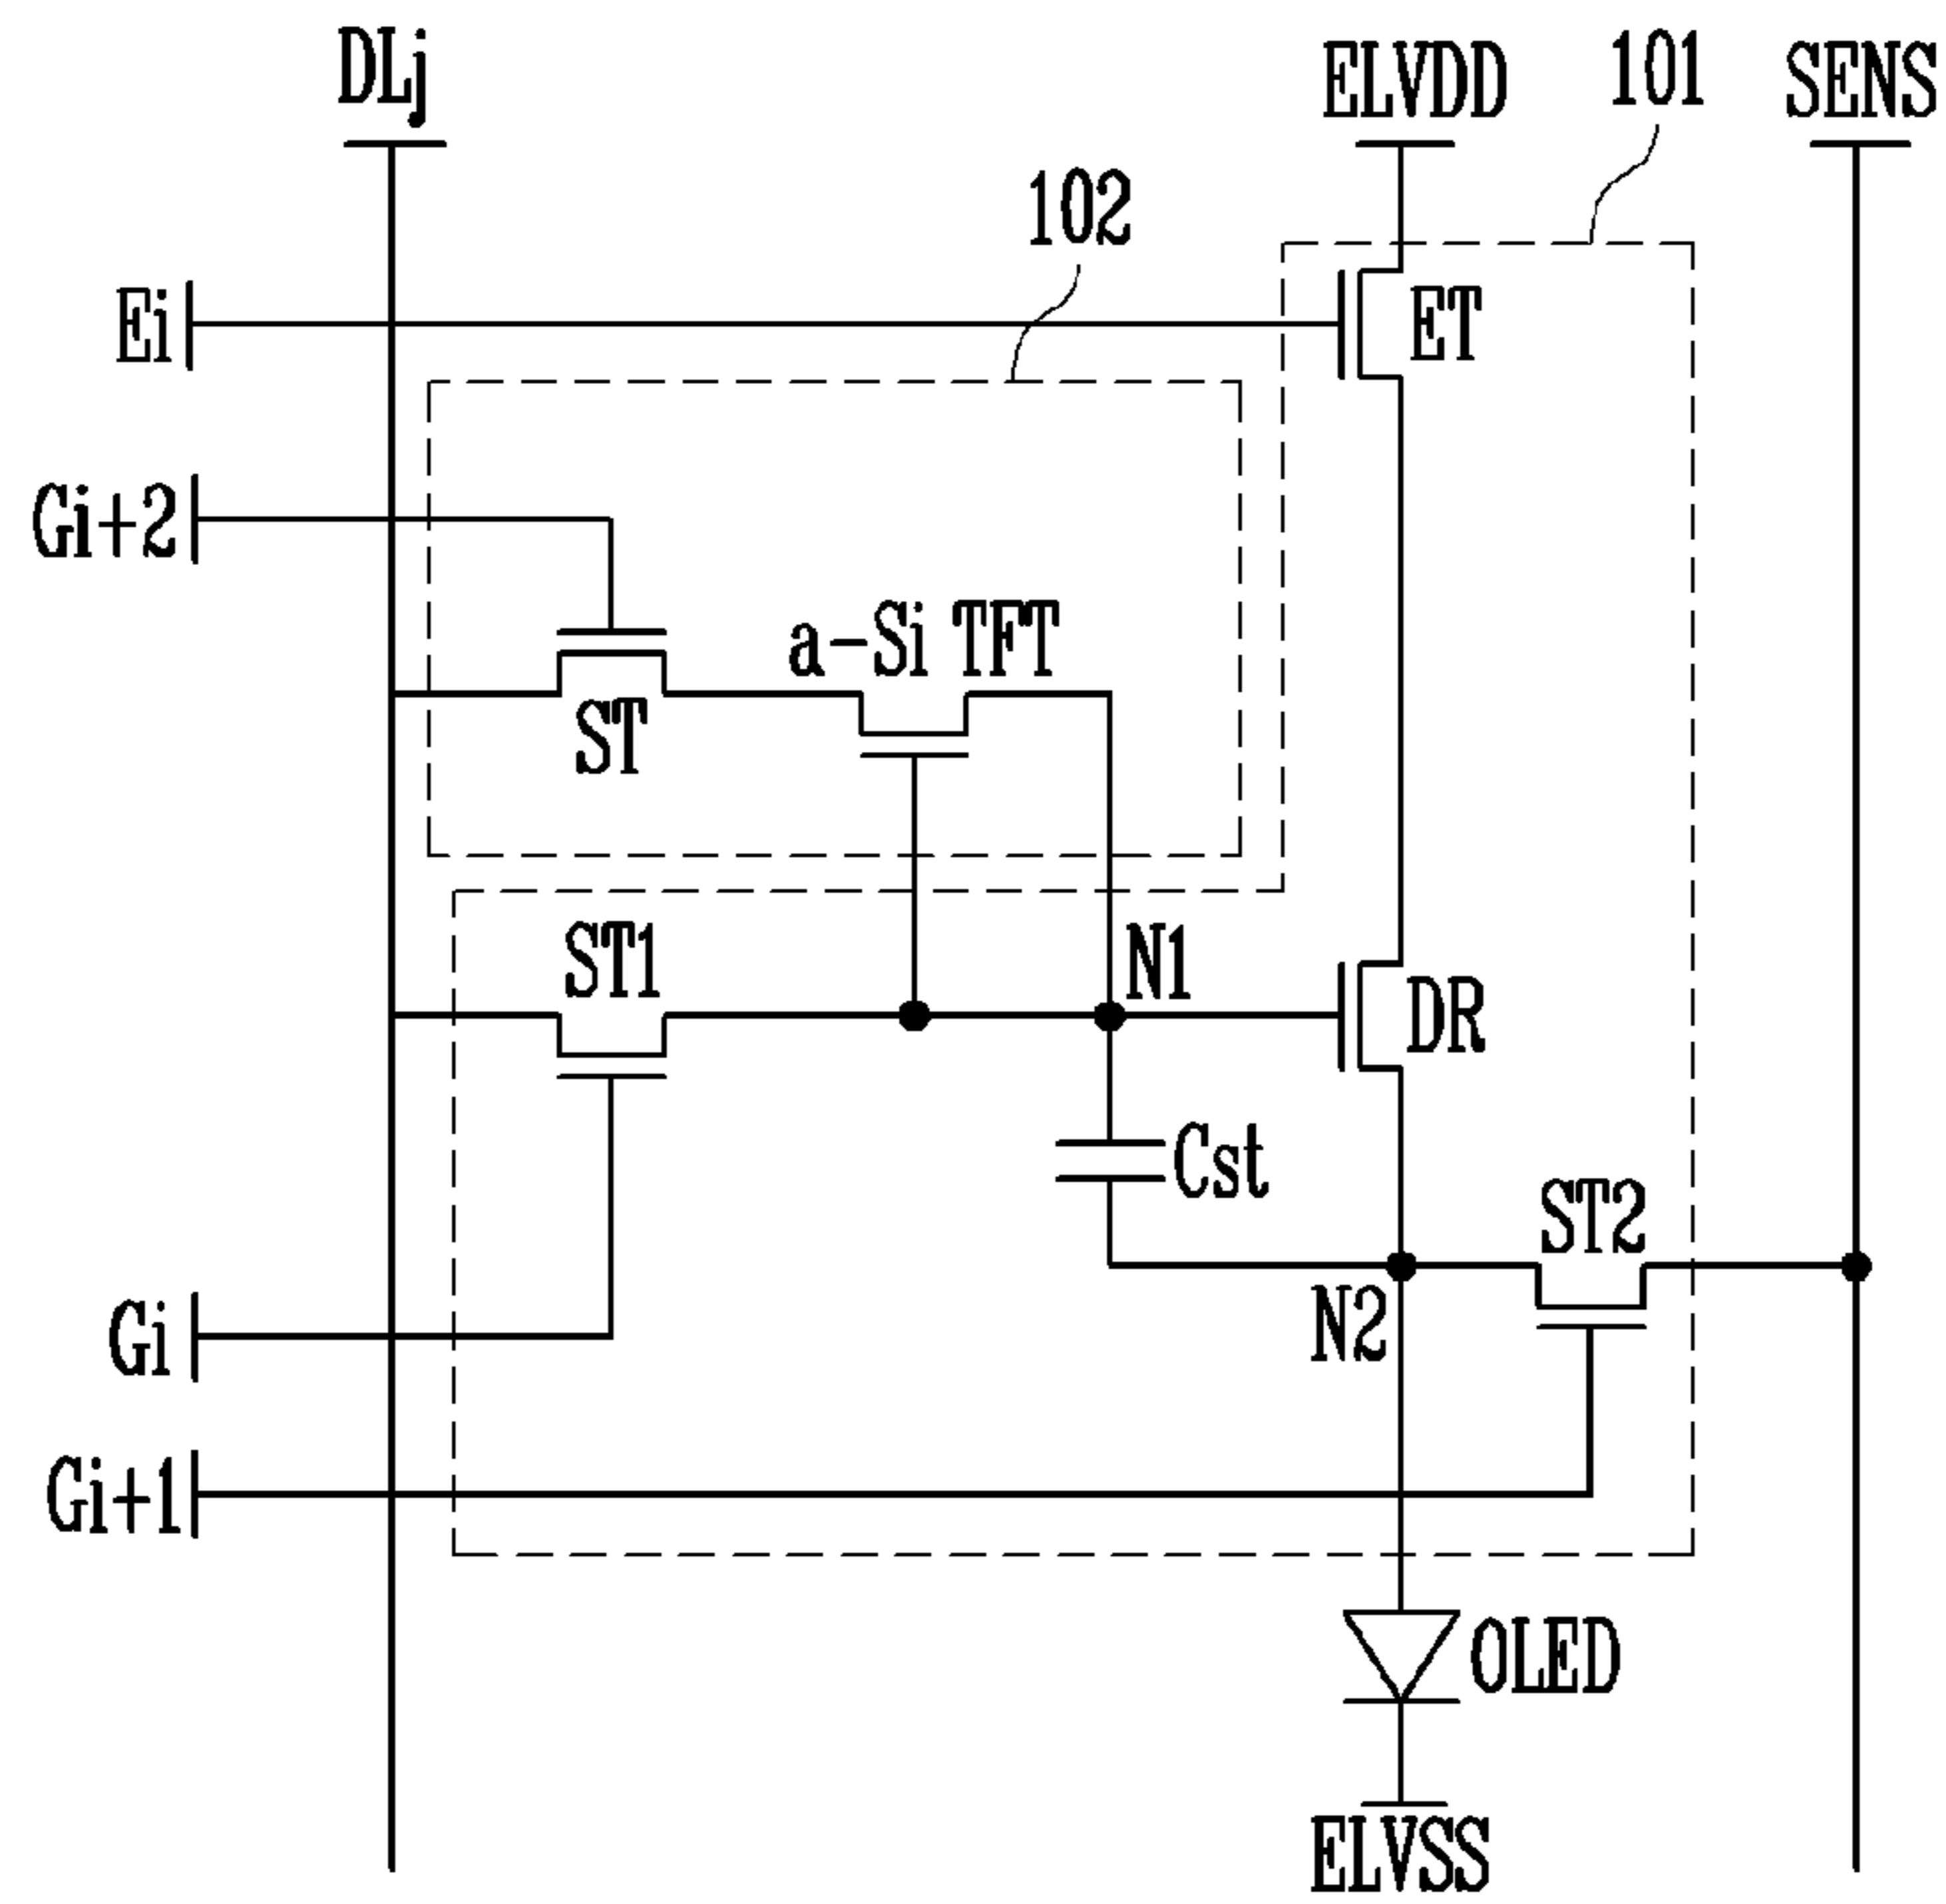 DLj
ELVDD
101
SENS
102
Ei
ET
Gi+2
a-Si TFT
ST
ST1
N1
DR
Cst
ST2
N2
Gi
Gi+1
OLED
ELVSS